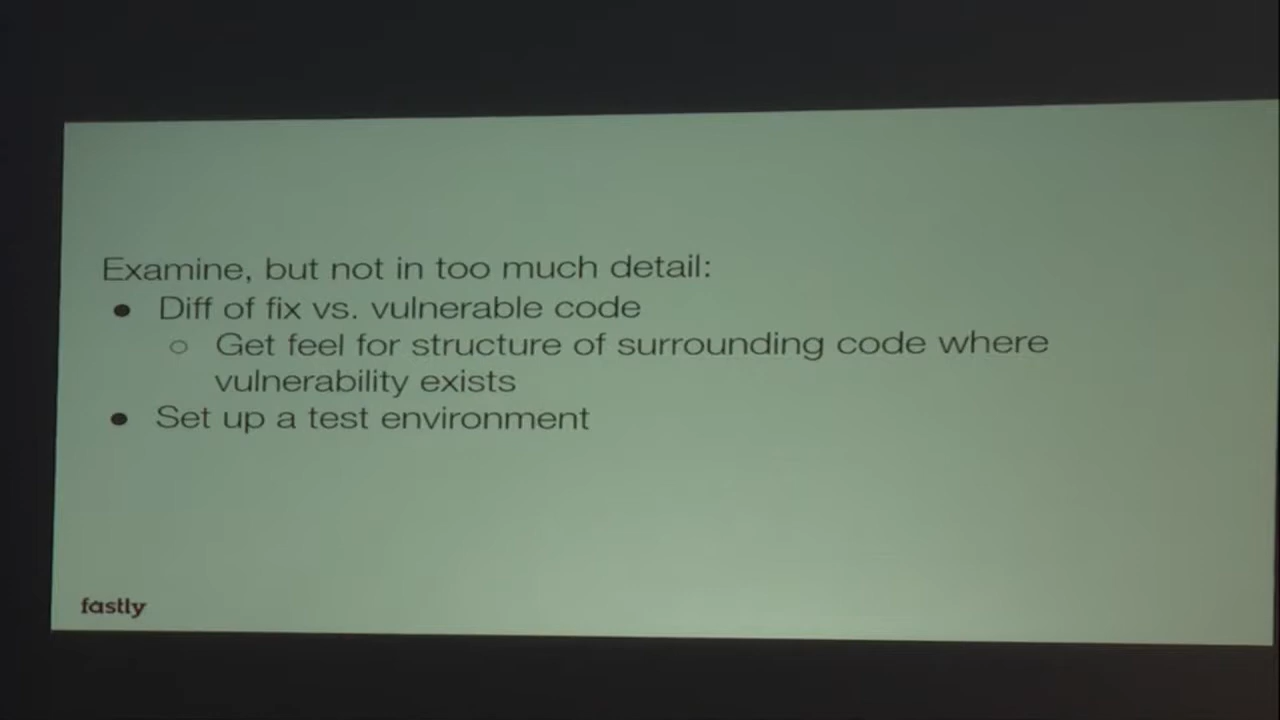 Examine, but not in too much detail:
● Diff of fix vs. vulnerable code
○ Get feel for structure of surrounding code where
vulnerability exists
● Set up a test environment
fastly